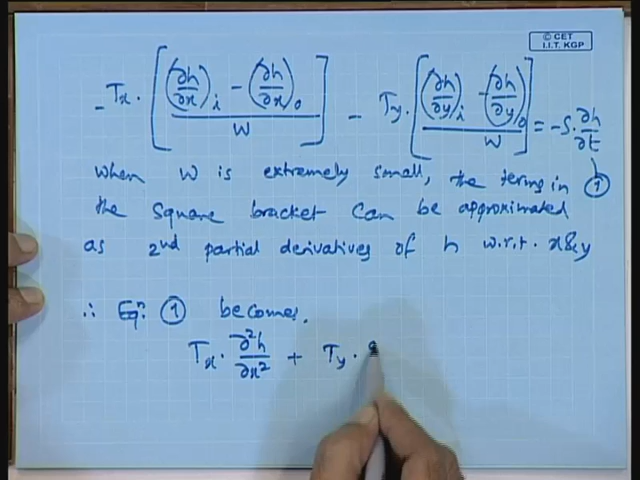 © CET
I.I.T. KGP
- Tx · [ ((∂h/∂x)i - (∂h/∂x)o) / W ] - Ty · [ ((∂h/∂y)i - (∂h/∂y)o) / W ] = -S · ∂h/∂t
when W is extremely small, the terms in ①
the square bracket can be approximated
as 2nd partial derivatives of h w.r.t. x&y
∴ Eqn. ① becomes,
Tx · ∂²h/∂x² + Ty ·